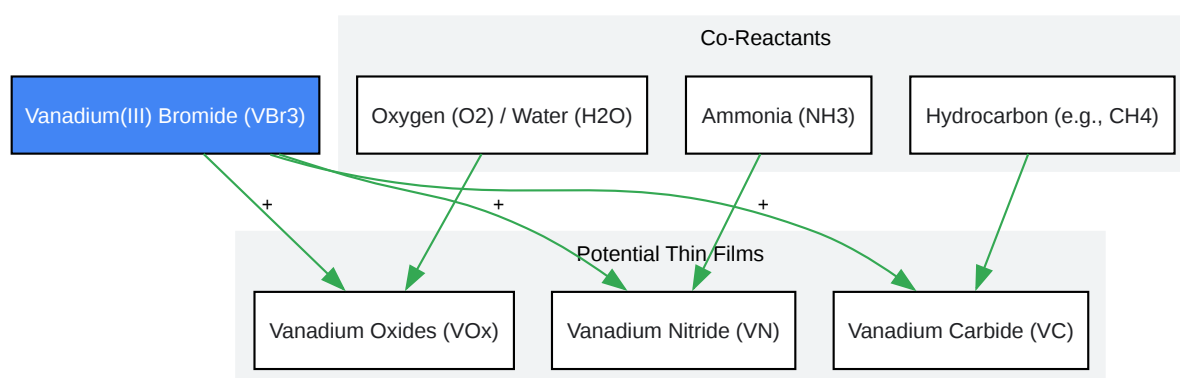 Co-Reactants
Vanadium(III) Bromide (VBr3)
Oxygen (O2) / Water (H2O)
Ammonia (NH3)
Hydrocarbon (e.g., CH4)
+
+
+
Potential Thin Films
Vanadium Oxides (VOx)
Vanadium Nitride (VN)
Vanadium Carbide (VC)